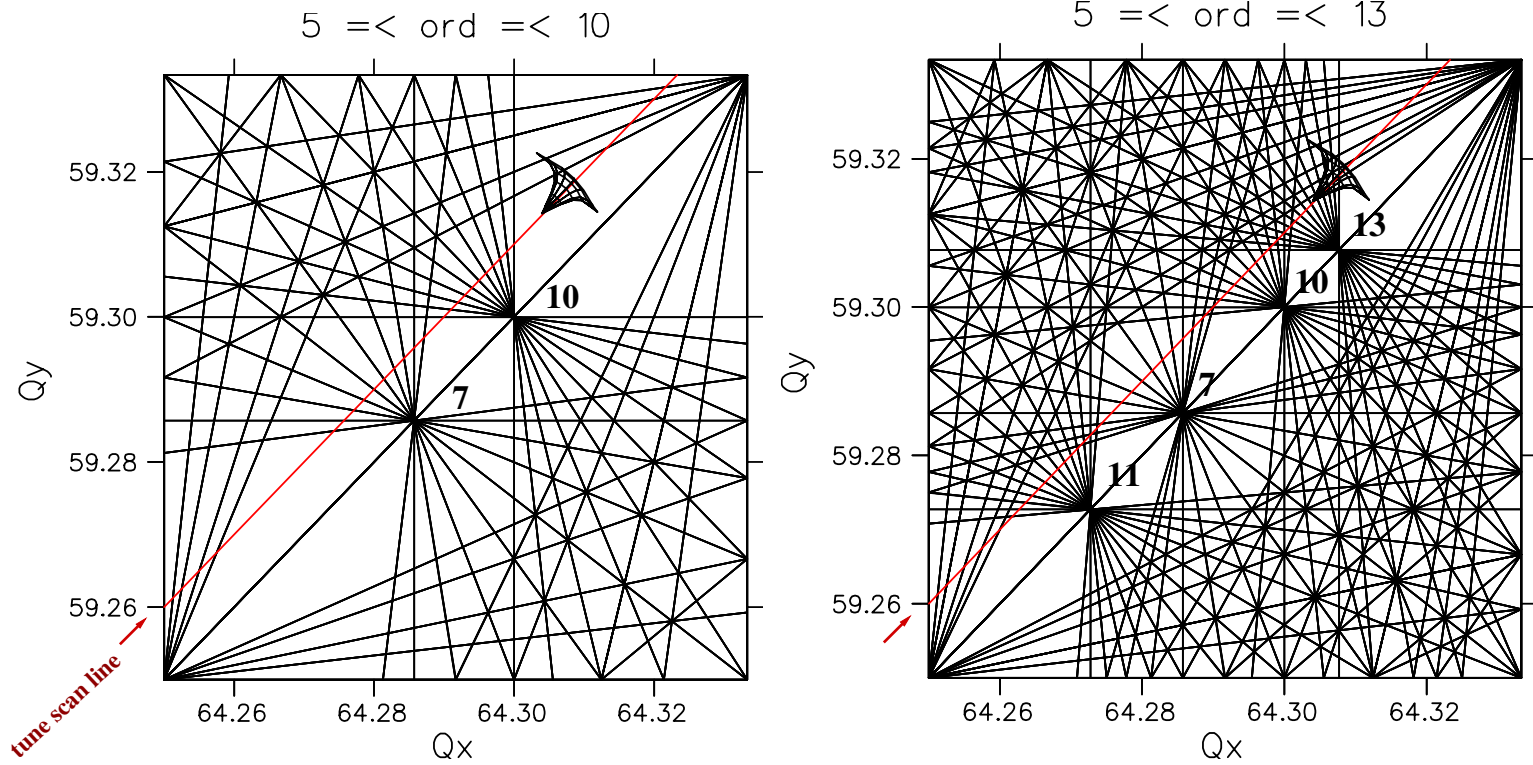 5 =< ord =< 10
59.32
59.30
59.28
59.26
Qy
10
7
tune scan line
64.26 64.28 64.30 64.32
Qx
5 =< ord =< 13
59.32
59.30
59.28
59.26
Qy
13
10
7
11
64.26 64.28 64.30 64.32
Qx